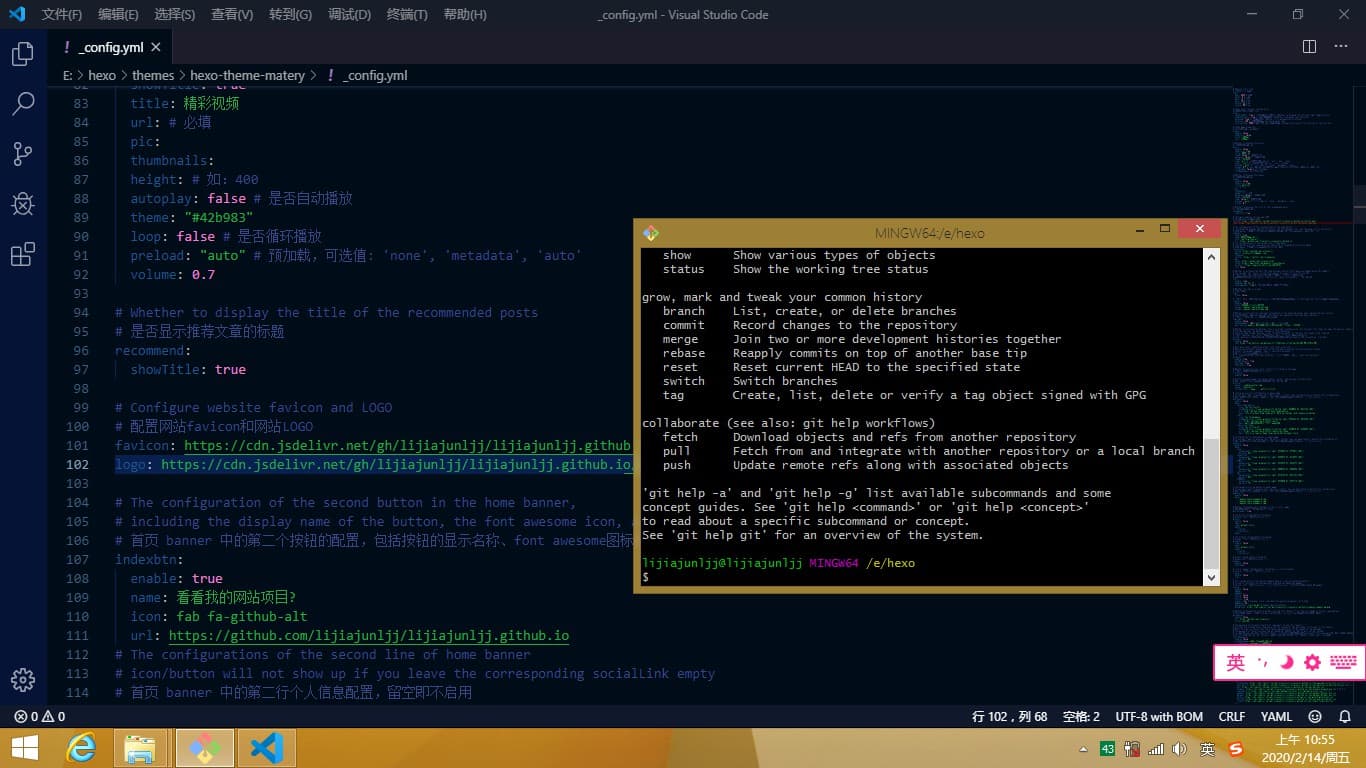 文件(F) 编辑(E) 选择(S) 查看(V) 转到(G) 调试(D) 终端(T) 帮助(H) _config.yml - Visual Studio Code
! _config.yml ×
E: > hexo > themes > hexo-theme-matery > ! _config.yml
82 showTitle: true
83 title: 精彩视频
84 url: # 必填
85 pic:
86 thumbnails:
87 height: # 如: 400
88 autoplay: false # 是否自动播放
89 theme: "#42b983"
90 loop: false # 是否循环播放
91 preload: "auto" # 预加载，可选值: 'none', 'metadata', 'auto'
92 volume: 0.7
93
94 # Whether to display the title of the recommended posts
95 # 是否显示推荐文章的标题
96 recommend:
97 showTitle: true
98
99 # Configure website favicon and LOGO
100 # 配置网站favicon和网站LOGO
101 favicon: https://cdn.jsdelivr.net/gh/lijiajunljj/lijiajunljj.github
102 logo: https://cdn.jsdelivr.net/gh/lijiajunljj/lijiajunljj.github.io/
103
104 # The configuration of the second button in the home banner,
105 # including the display name of the button, the font awesome icon,
106 # 首页 banner 中的第二个按钮的配置，包括按钮的显示名称、font awesome图标
107 indexbtn:
108 enable: true
109 name: 看看我的网站项目?
110 icon: fab fa-github-alt
111 url: https://github.com/lijiajunljj/lijiajunljj.github.io
112 # The configurations of the second line of home banner
113 # icon/button will not show up if you leave the corresponding socialLink empty
114 # 首页 banner 中的第二行个人信息配置，留空即不启用
MINGW64:/e/hexo
show Show various types of objects
status Show the working tree status
grow, mark and tweak your common history
branch List, create, or delete branches
commit Record changes to the repository
merge Join two or more development histories together
rebase Reapply commits on top of another base tip
reset Reset current HEAD to the specified state
switch Switch branches
tag Create, list, delete or verify a tag object signed with GPG
collaborate (see also: git help workflows)
fetch Download objects and refs from another repository
pull Fetch from and integrate with another repository or a local branch
push Update remote refs along with associated objects
'git help -a' and 'git help -g' list available subcommands and some
concept guides. See 'git help <command>' or 'git help <concept>'
to read about a specific subcommand or concept.
See 'git help git' for an overview of the system.
lijiajunljj@lijiajunljj MINGW64 /e/hexo
$
英
0 0 行 102，列 68 空格: 2 UTF-8 with BOM CRLF YAML
43 英 S 上午 10:55
2020/2/14/周五